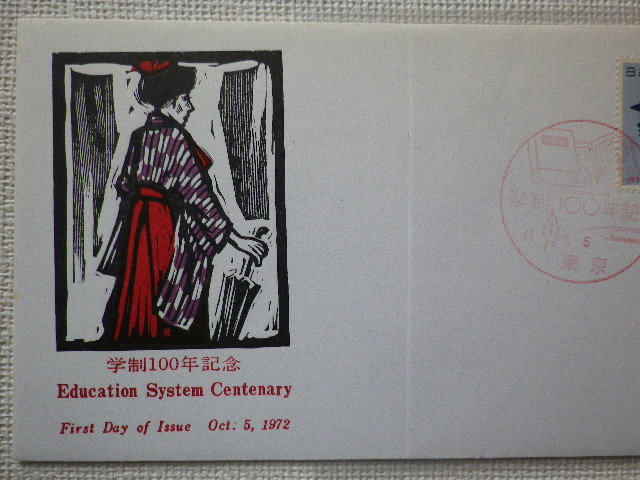 学制100年記念
Education System Centenary
First Day of Issue Oct. 5, 1972
日
学制100年記
東京